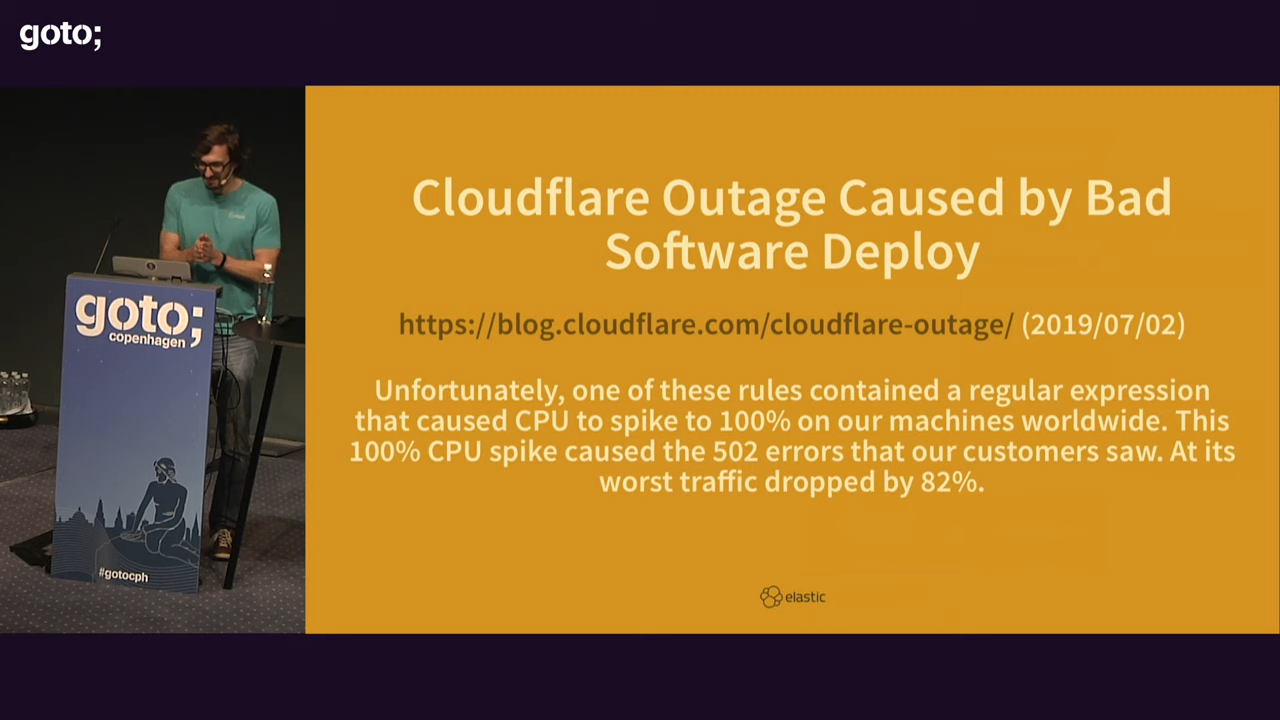 goto;
goto;
copenhagen
#gotocph
Cloudflare Outage Caused by Bad
Software Deploy
https://blog.cloudflare.com/cloudflare-outage/ (2019/07/02)
Unfortunately, one of these rules contained a regular expression
that caused CPU to spike to 100% on our machines worldwide. This
100% CPU spike caused the 502 errors that our customers saw. At its
worst traffic dropped by 82%.
elastic